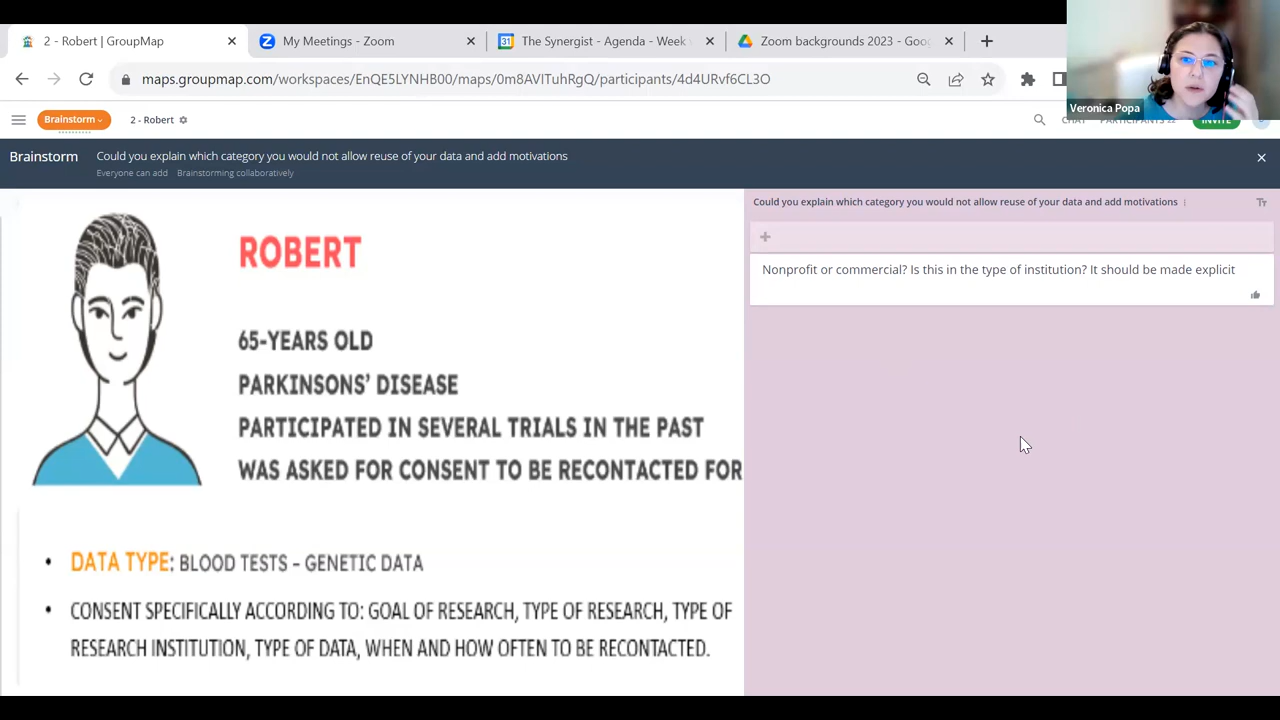 2 - Robert | GroupMap
My Meetings - Zoom
31 The Synergist - Agenda - Week
Zoom backgrounds 2023 - Goo
maps.groupmap.com/workspaces/EnQE5LYNHB00/maps/0m8AVITuhRgQ/participants/4d4URvf6CL3O
Veronica Popa
Brainstorm
2 - Robert
CHAT
PARTICIPANTS 22
INVITE
Brainstorm
Could you explain which category you would not allow reuse of your data and add motivations
Everyone can add Brainstorming collaboratively
ROBERT
65-YEARS OLD
PARKINSONS' DISEASE
PARTICIPATED IN SEVERAL TRIALS IN THE PAST
WAS ASKED FOR CONSENT TO BE RECONTACTED FOR
• DATA TYPE: BLOOD TESTS – GENETIC DATA
• CONSENT SPECIFICALLY ACCORDING TO: GOAL OF RESEARCH, TYPE OF RESEARCH, TYPE OF
RESEARCH INSTITUTION, TYPE OF DATA, WHEN AND HOW OFTEN TO BE RECONTACTED.
Could you explain which category you would not allow reuse of your data and add motivations
Tт
+
Nonprofit or commercial? Is this in the type of institution? It should be made explicit